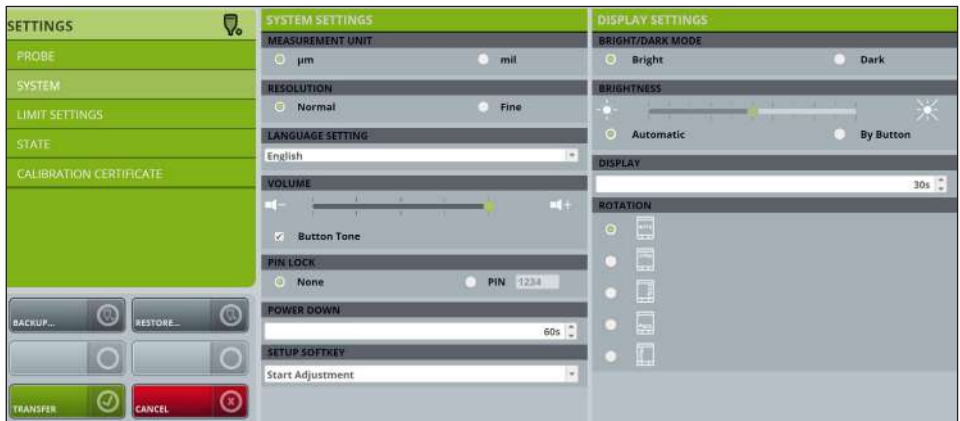 SETTINGS
PROBE
SYSTEM
LIMIT SETTINGS
STATE
CALIBRATION CERTIFICATE
BACKUP...
RESTORE...
TRANSFER
CANCEL
SYSTEM SETTINGS
MEASUREMENT UNIT
µm mil
RESOLUTION
Normal Fine
LANGUAGE SETTING
English
VOLUME
Button Tone
PIN LOCK
None PIN 1234
POWER DOWN
60s
SETUP SOFTKEY
Start Adjustment
DISPLAY SETTINGS
BRIGHT/DARK MODE
Bright Dark
BRIGHTNESS
Automatic By Button
DISPLAY
30s
ROTATION